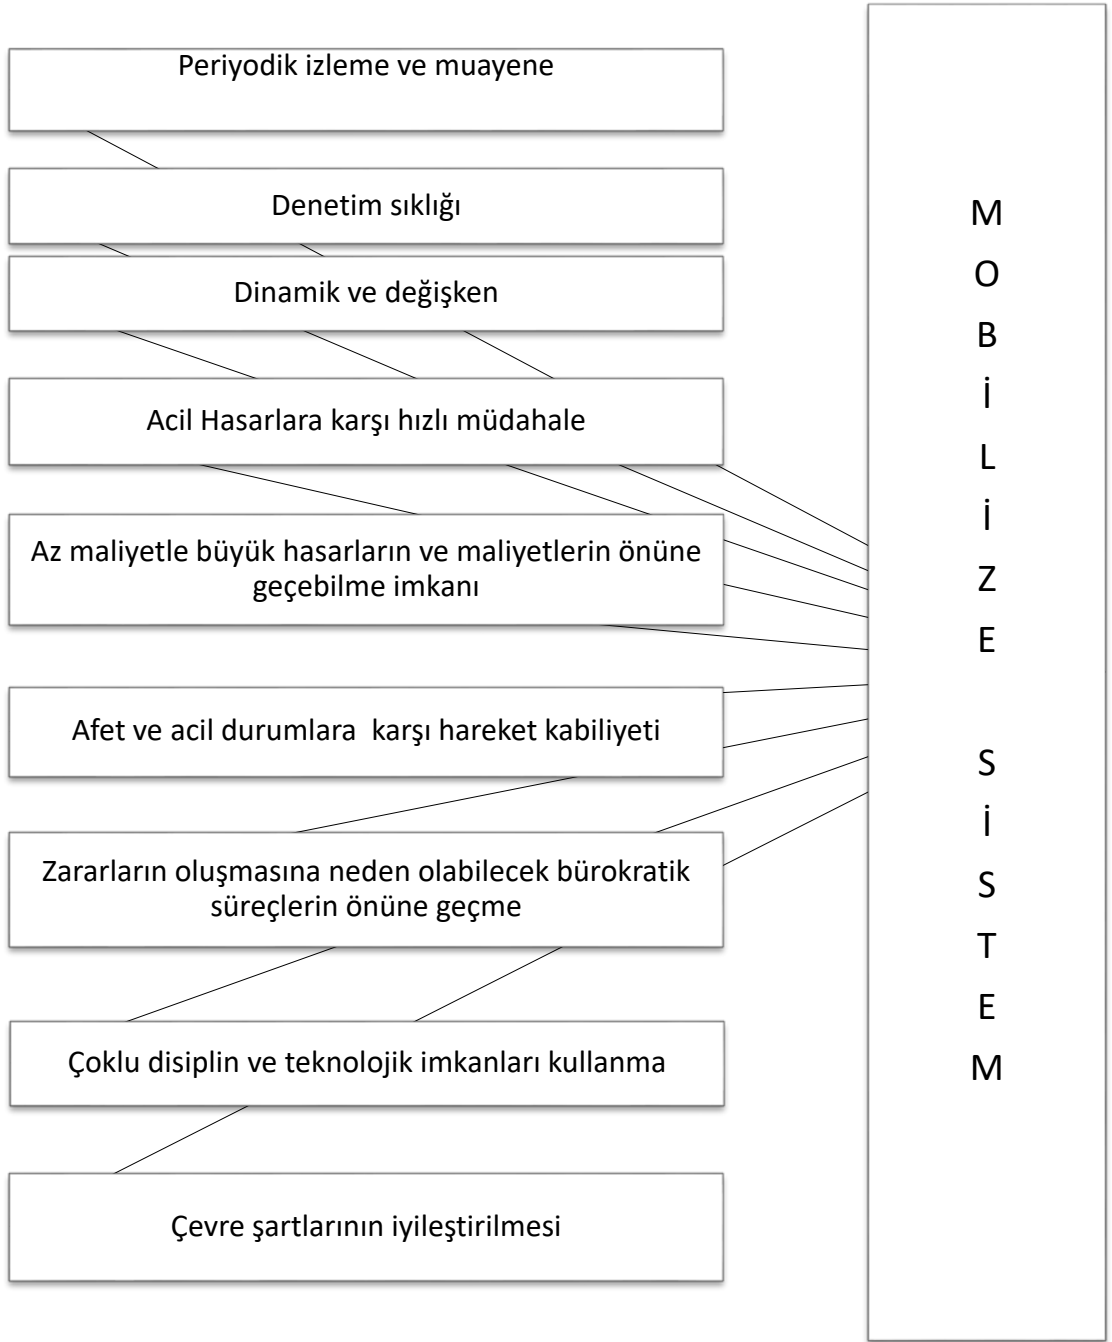 Periyodik izleme ve muayene
Denetim sıklığı
Dinamik ve değişken
Acil Hasarlara karşı hızlı müdahale
Az maliyetle büyük hasarların ve maliyetlerin önüne
geçebilme imkanı
Afet ve acil durumlara  karşı hareket kabiliyeti
Zararların oluşmasına neden olabilecek bürokratik
süreçlerin önüne geçme
Çoklu disiplin ve teknolojik imkanları kullanma
Çevre şartlarının iyileştirilmesi
M
O
B
İ
L
İ
Z
E
S
İ
S
T
E
M